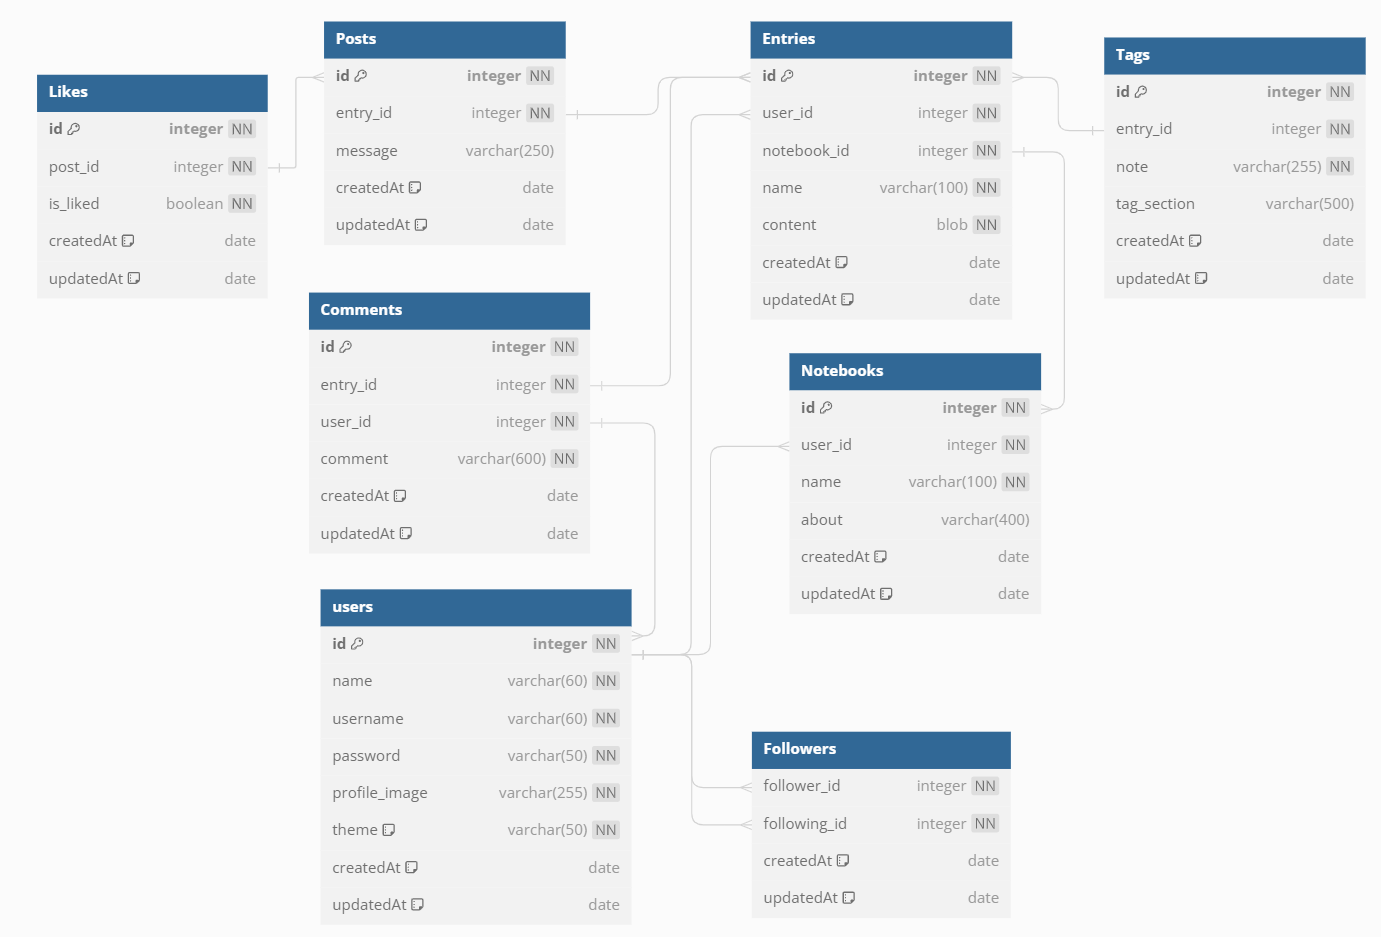 Likes
id integer NN
post_id integer NN
is_liked boolean NN
createdAt date
updatedAt date
Posts
id integer NN
entry_id integer NN
message varchar(250)
createdAt date
updatedAt date
Comments
id integer NN
entry_id integer NN
user_id integer NN
comment varchar(600) NN
createdAt date
updatedAt date
users
id integer NN
name varchar(60) NN
username varchar(60) NN
password varchar(50) NN
profile_image varchar(255) NN
theme varchar(50) NN
createdAt date
updatedAt date
Entries
id integer NN
user_id integer NN
notebook_id integer NN
name varchar(100) NN
content blob NN
createdAt date
updatedAt date
Notebooks
id integer NN
user_id integer NN
name varchar(100) NN
about varchar(400)
createdAt date
updatedAt date
Followers
follower_id integer NN
following_id integer NN
createdAt date
updatedAt date
Tags
id integer NN
entry_id integer NN
note varchar(255) NN
tag_section varchar(500)
createdAt date
updatedAt date